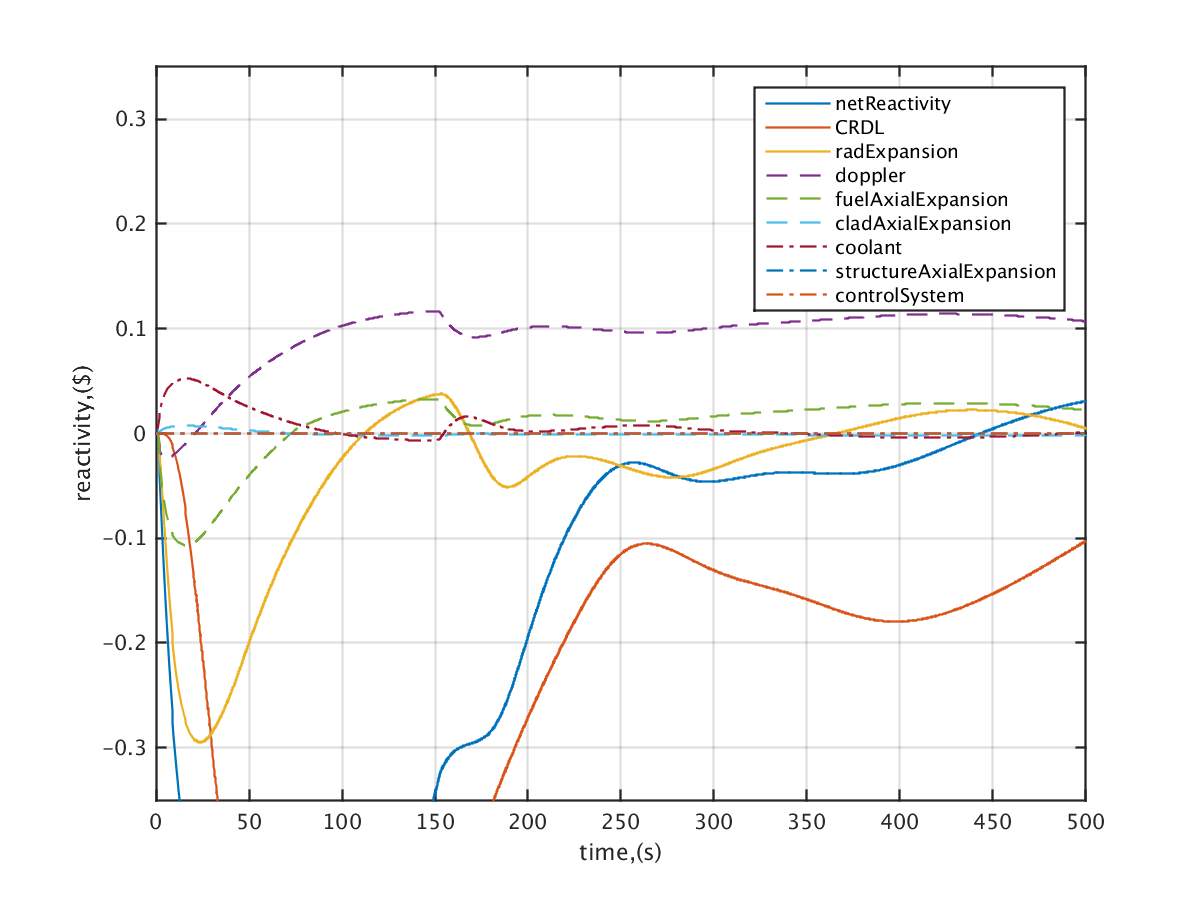 0.3
0.2
0.1
0
−0.1
−0.2
−0.3
reactivity,($)
netReactivity
CRDL
radExpansion
doppler
fuelAxialExpansion
cladAxialExpansion
coolant
structureAxialExpansion
controlSystem
0 50 100 150 200 250 300 350 400 450 500
time,(s)